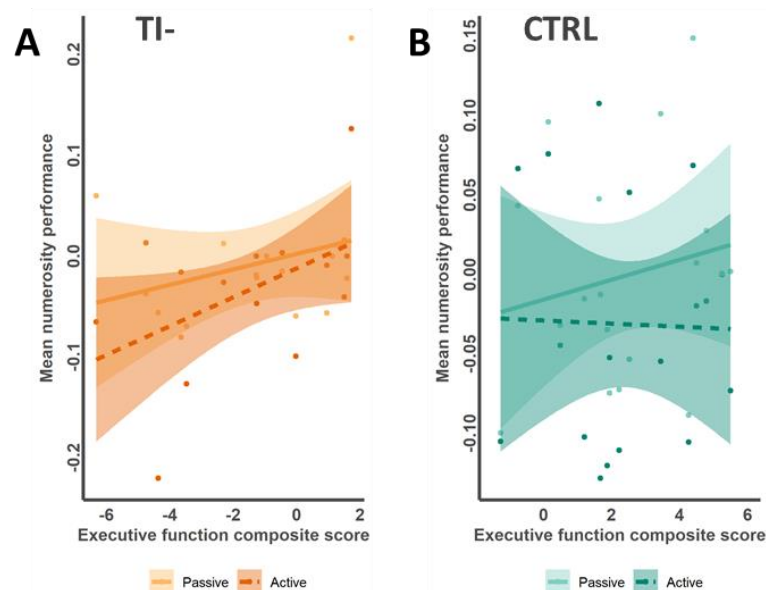 A TI-
B CTRL
Mean numerosity performance
0.2
0.1
0.0
-0.1
-0.2
-6 -4 -2 0 2
Executive function composite score
Passive Active
Mean numerosity performance
0.15
0.10
0.05
0.00
-0.05
-0.10
0 2 4 6
Executive function composite score
Passive Active